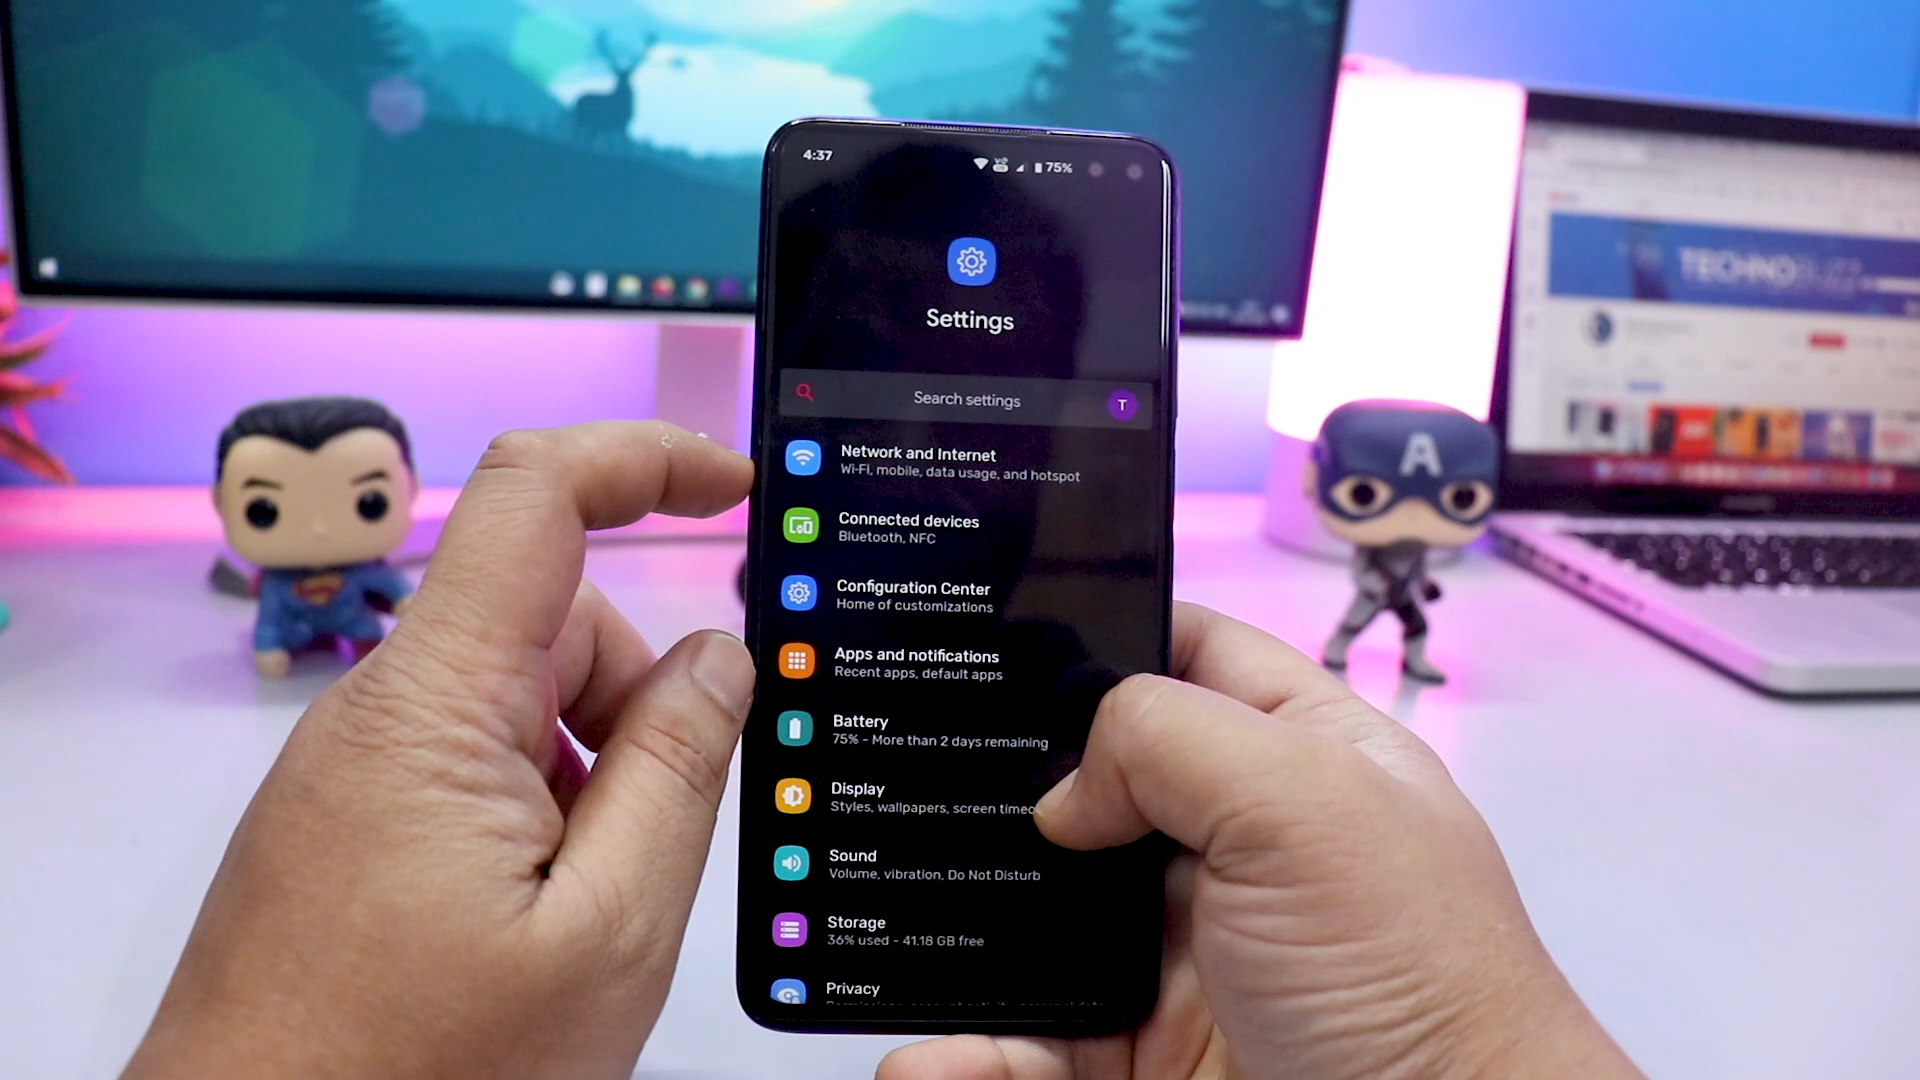 4:37
75%
Settings
Search settings
T
Network and Internet
Wi-Fi, mobile, data usage, and hotspot
Connected devices
Bluetooth, NFC
Configuration Center
Home of customizations
Apps and notifications
Recent apps, default apps
Battery
75% - More than 2 days remaining
Display
Styles, wallpapers, screen
Sound
Volume, vibration, Do Not Disturb
Storage
36% used - 41.18 GB free
Privacy
A